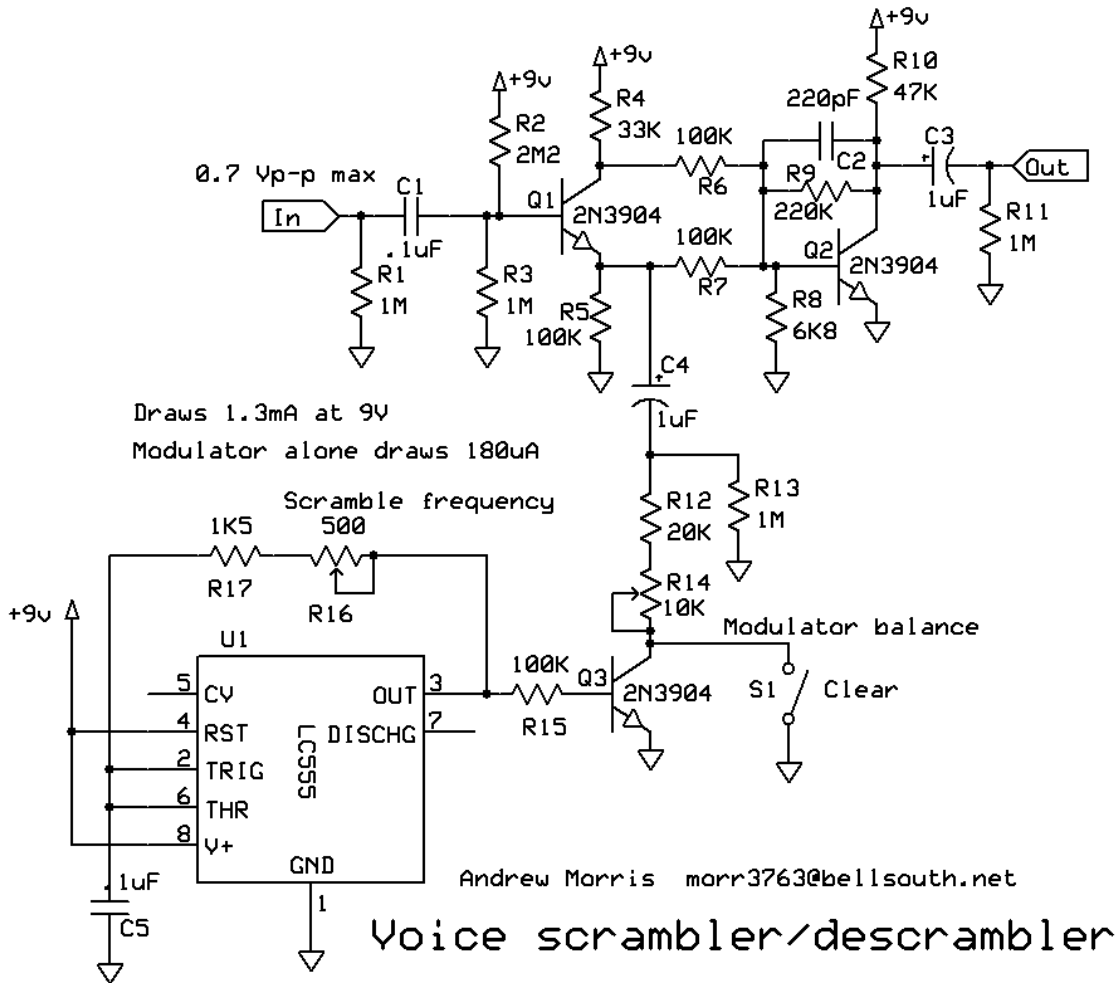 +9v
R10
47K
+9v
R4
33K
+9v
R2
2M2
220pF
C2
C3
1uF
100K
R6
R9
220K
Out
R11
1M
0.7 Vp-p max
In
C1
.1uF
Q1
2N3904
100K
R7
Q2
2N3904
R1
1M
R3
1M
R5
100K
R8
6K8
C4
1uF
Draws 1.3mA at 9V
Modulator alone draws 180uA
R12
20K
R13
1M
Scramble frequency
1K5
R17
500
R16
R14
10K
+9v
Modulator balance
U1
100K
R15
Q3
2N3904
S1 Clear
5 CV
4 RST
2 TRIG
6 THR
8 V+
OUT 3
DISCHG 7
LC555
GND
1
.1uF
C5
Andrew Morris morr3763@bellsouth.net
Voice scrambler/descrambler